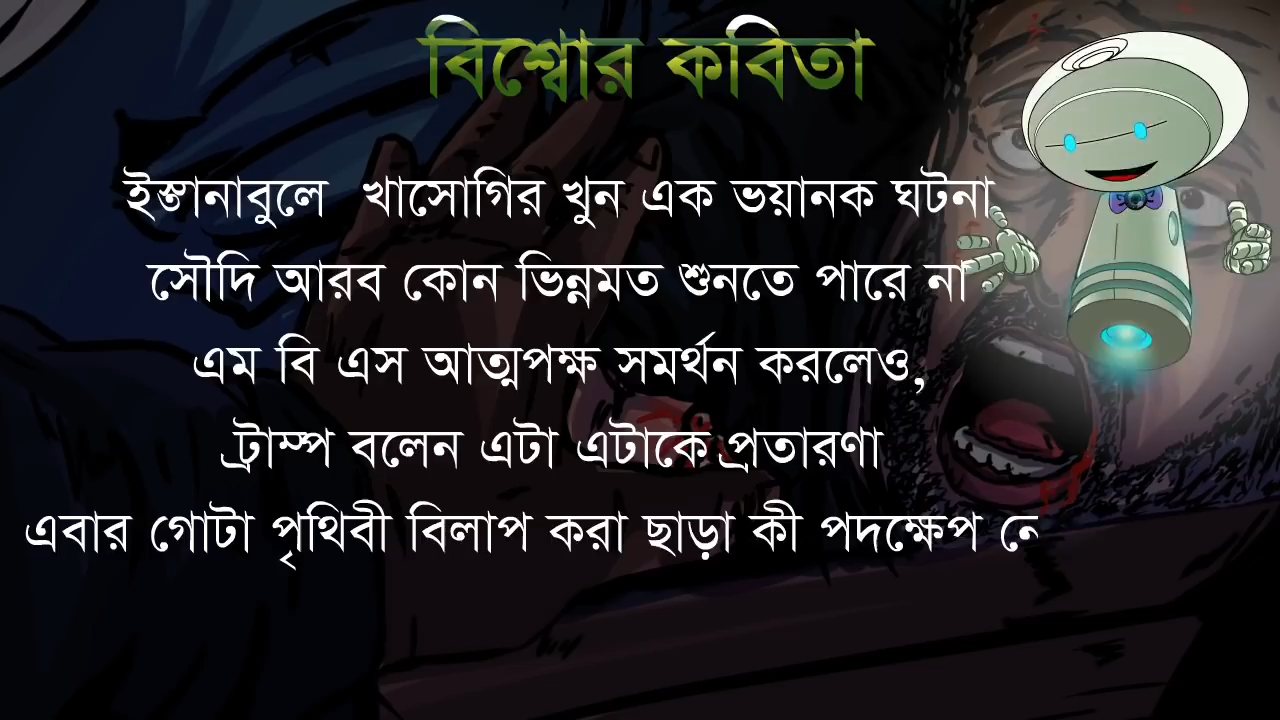 বিশ্বোর কবিতা
ইস্তানাবুলে খাসোগির খুন এক ভয়ানক ঘটনা
সৌদি আরব কোন ভিন্নমত শুনতে পারে না
এম বি এস আত্মপক্ষ সমর্থন করলেও,
ট্রাম্প বলেন এটা এটাকে প্রতারণা
এবার গোটা পৃথিবী বিলাপ করা ছাড়া কী পদক্ষেপ